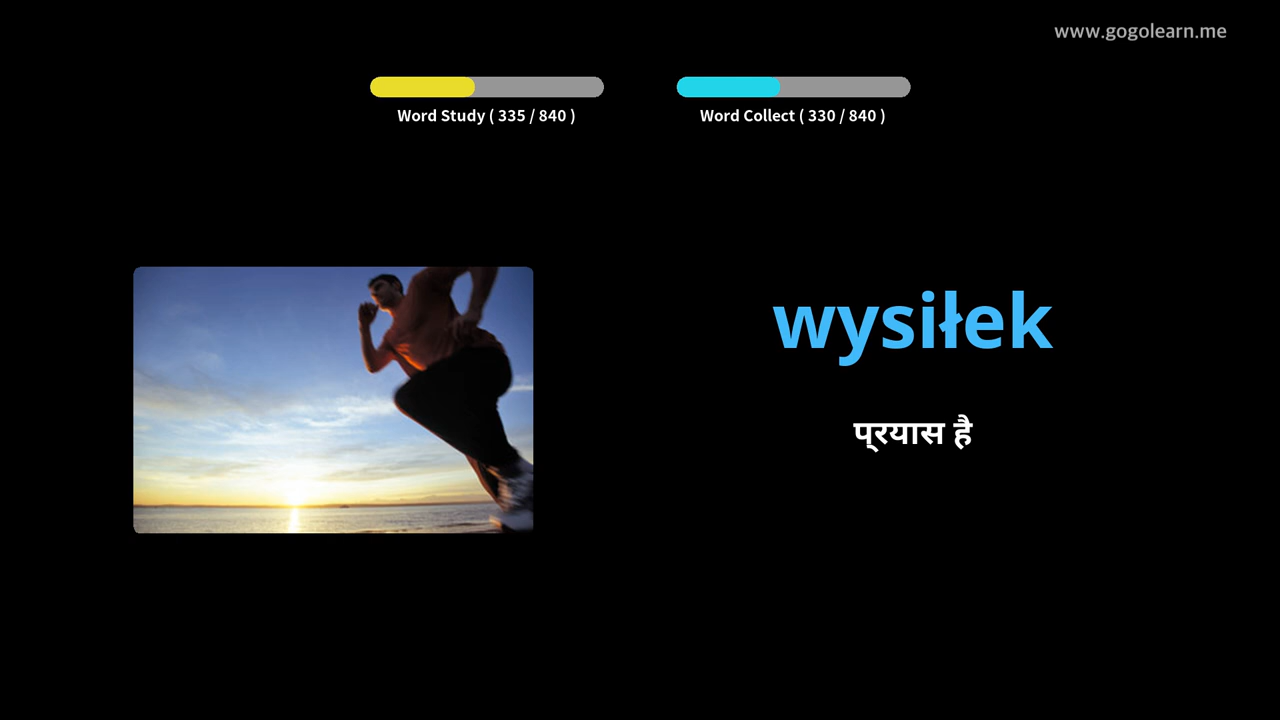 www.gogolearn.me
Word Study ( 335 / 840 )
Word Collect ( 330 / 840 )
wysiłek
प्रयास है